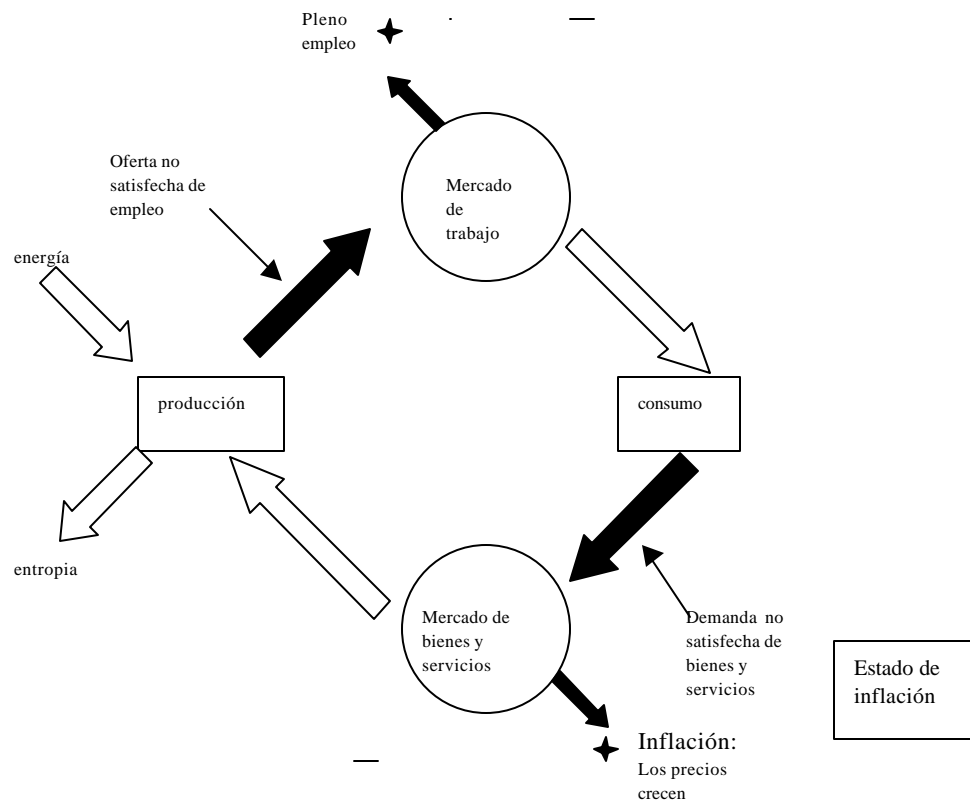 Pleno
empleo
Oferta no
satisfecha de
empleo
Mercado
de
trabajo
energía
producción
consumo
entropia
Mercado de
bienes y
servicios
Demanda no
satisfecha de
bienes y
servicios
Estado de
inflación
Inflación:
Los precios
crecen